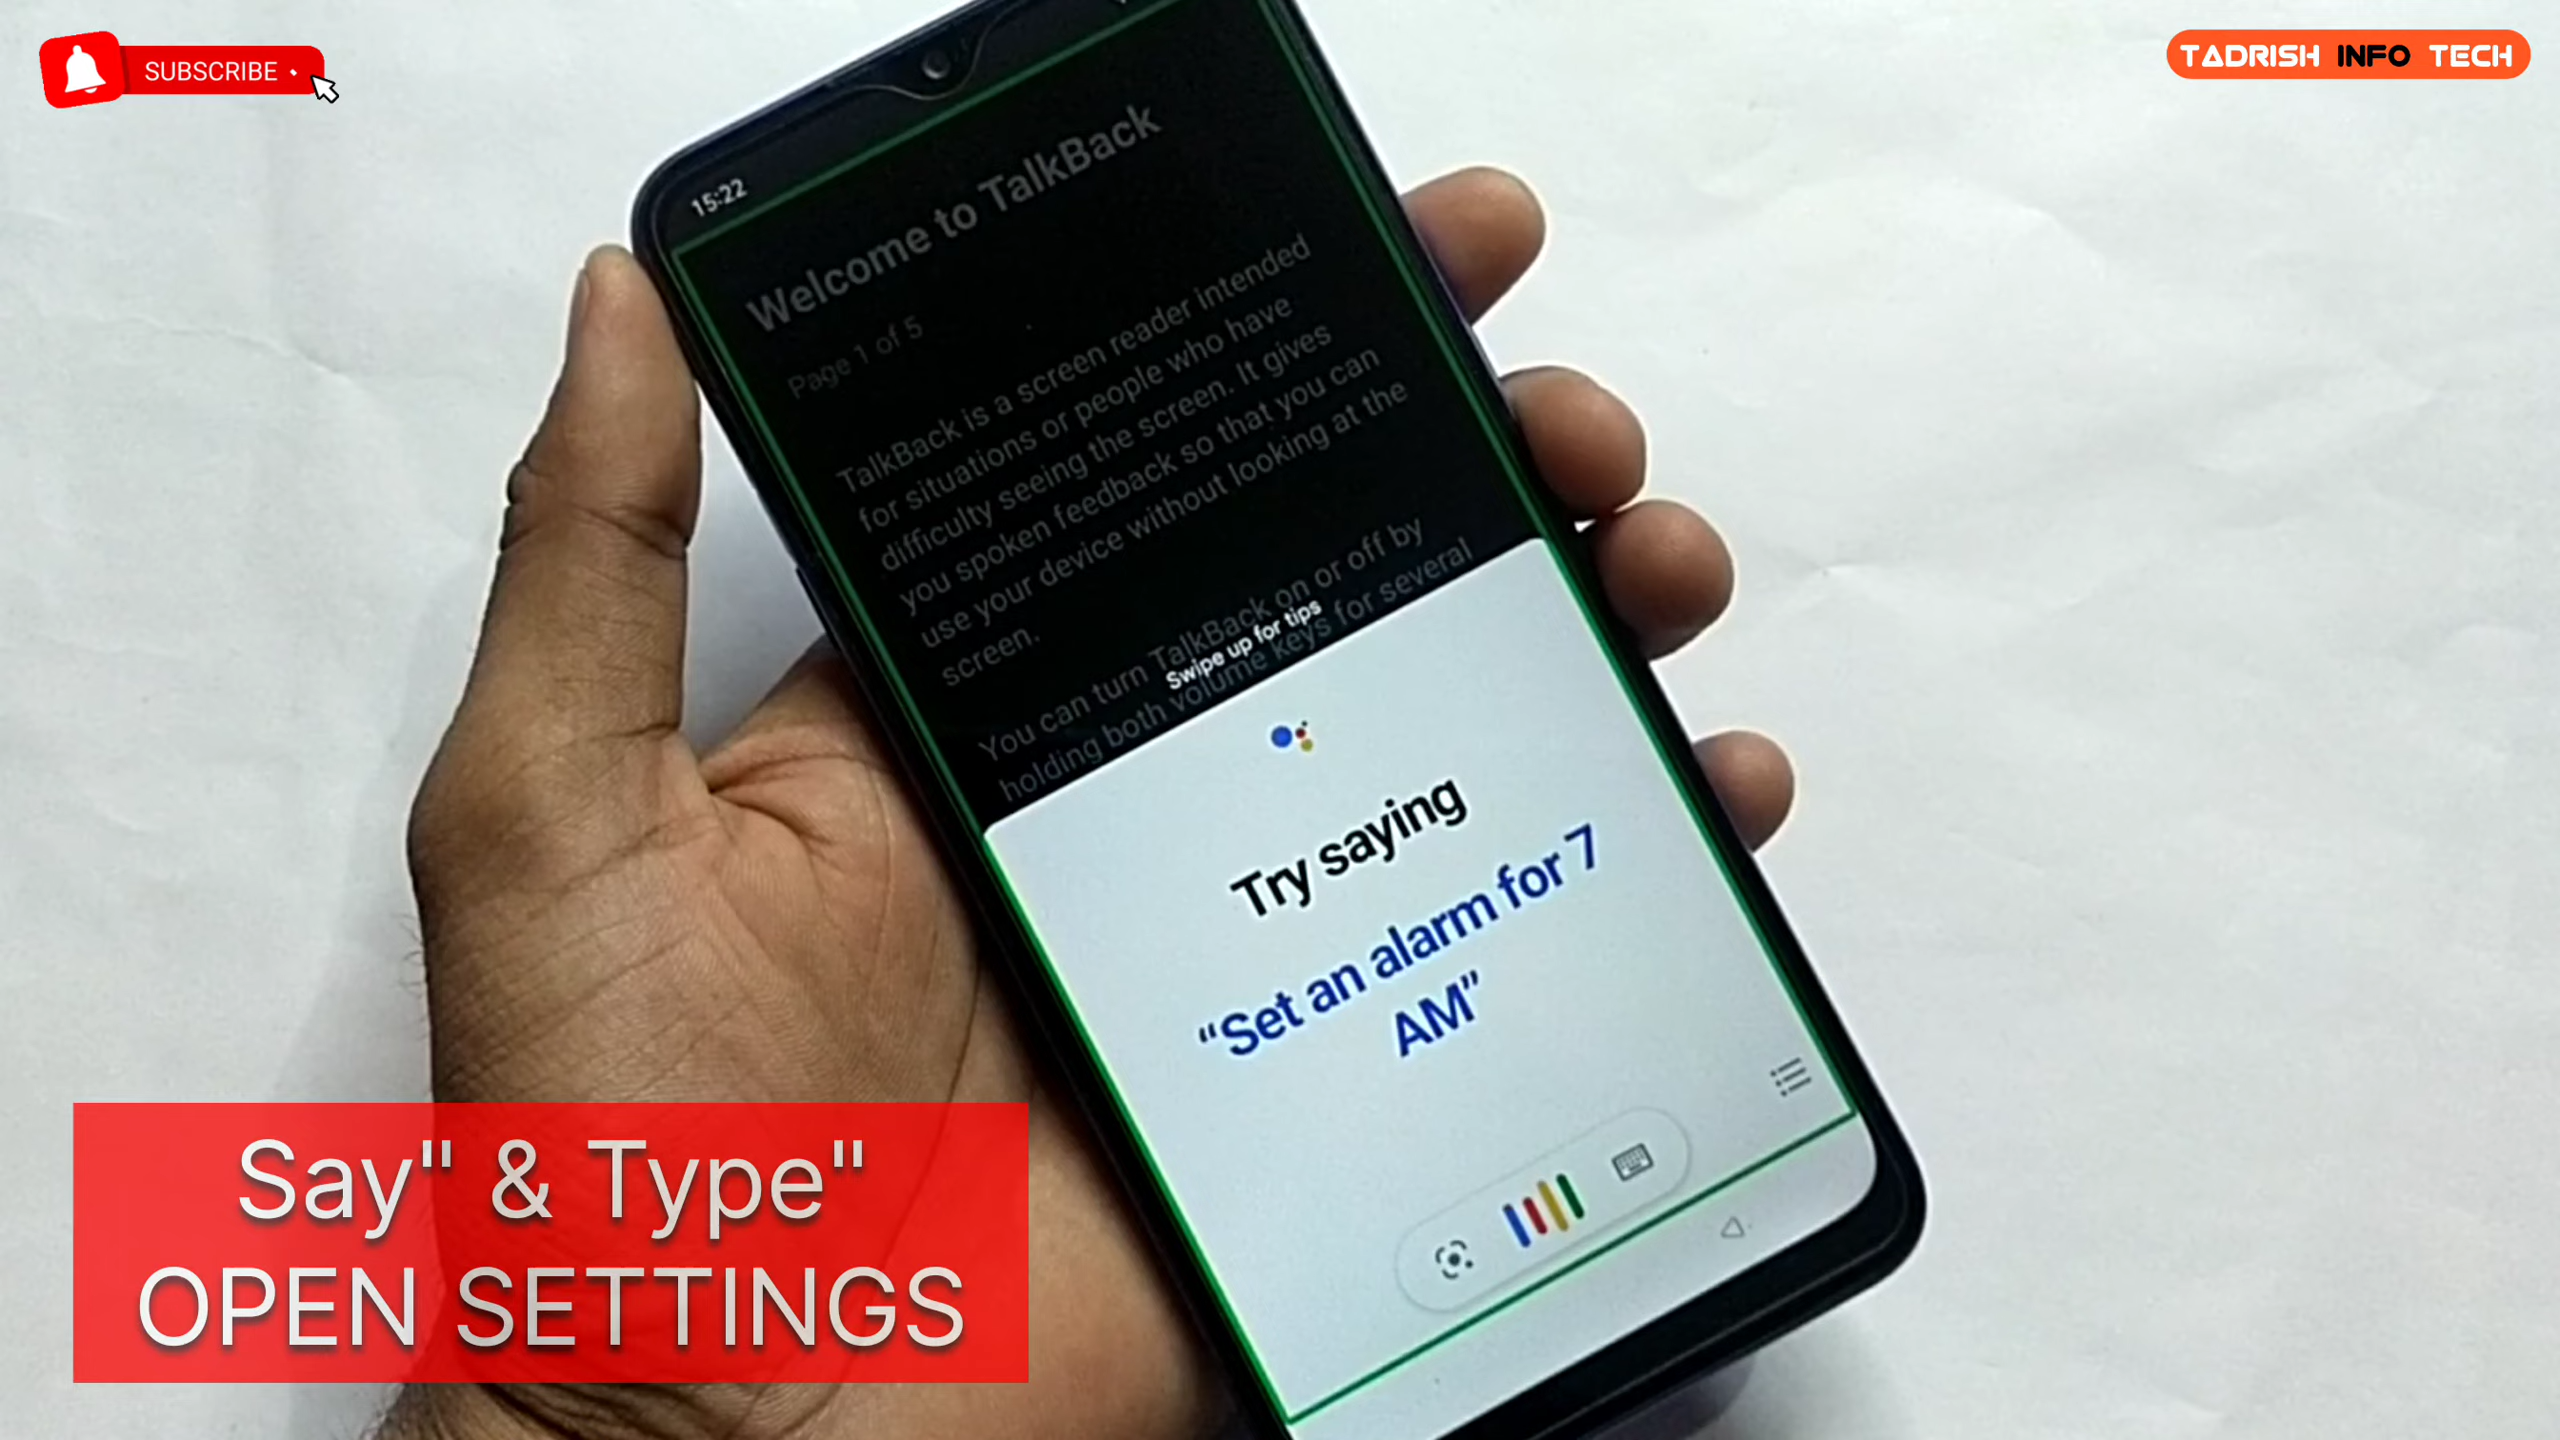 SUBSCRIBE
TADRISH INFO TECH
15:22
Welcome to TalkBack
Page 1 of 5
TalkBack is a screen reader intended
for situations or people who have
difficulty seeing the screen. It gives
you spoken feedback so that you can
use your device without looking at the
screen.
You can turn TalkBack on or off by
holding both volume keys for several
Swipe up for tips
Try saying
“Set an alarm for 7
AM”
Say" & Type"
OPEN SETTINGS